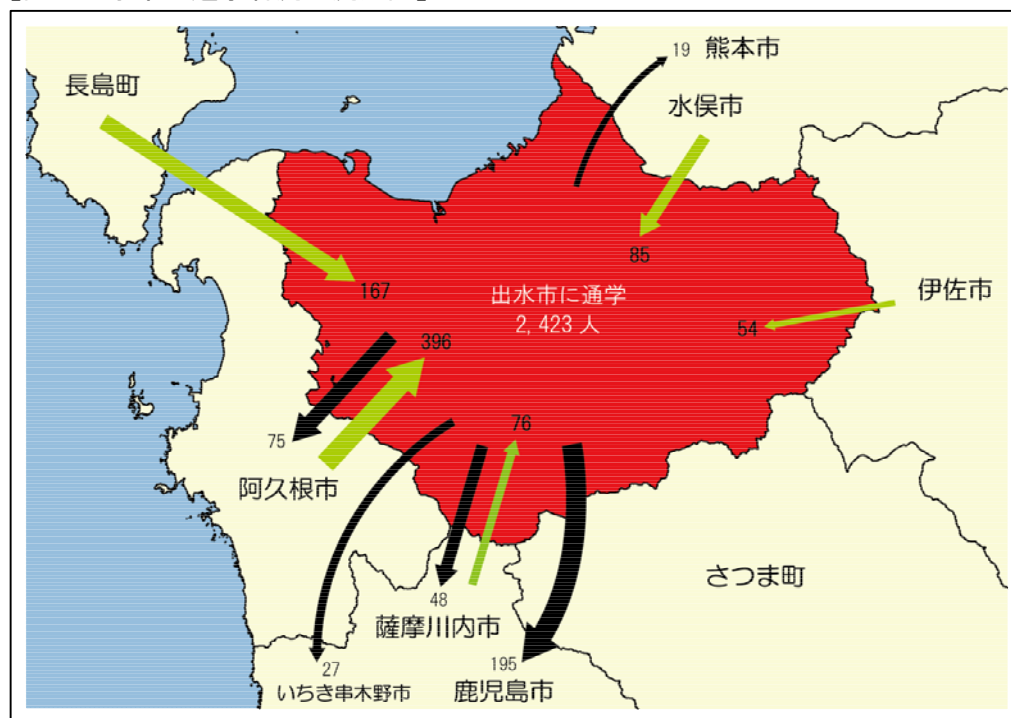 19 熊本市
長島町
水俣市
85
伊佐市
167
出水市に通学
2,423 人
54
396
76
75
阿久根市
さつま町
48
薩摩川内市
27
いちき串木野市
195
鹿児島市